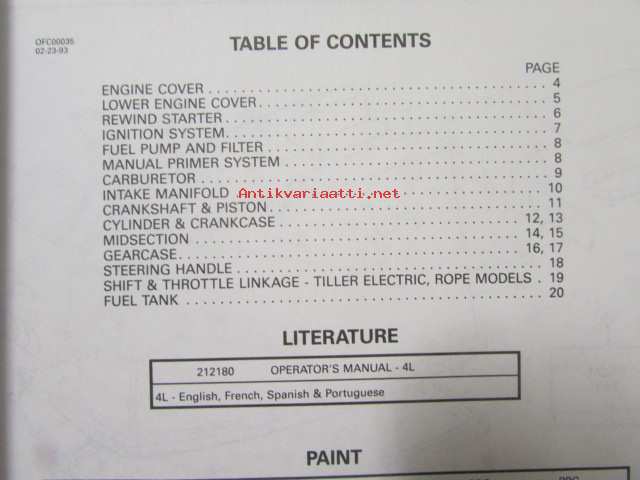 OFC00035
02-23-93
TABLE OF CONTENTS
PAGE
ENGINE COVER . . . . . . . . . . . . . . . . . . . . . . . . . . . . . . . . . . . . . . . . 4
LOWER ENGINE COVER . . . . . . . . . . . . . . . . . . . . . . . . . . . . . . . . . 5
REWIND STARTER . . . . . . . . . . . . . . . . . . . . . . . . . . . . . . . . . . . . . 6
IGNITION SYSTEM . . . . . . . . . . . . . . . . . . . . . . . . . . . . . . . . . . . . . 7
FUEL PUMP AND FILTER . . . . . . . . . . . . . . . . . . . . . . . . . . . . . . . . 8
MANUAL PRIMER SYSTEM . . . . . . . . . . . . . . . . . . . . . . . . . . . . . . 8
CARBURETOR . . . . . . . . . . . . . . . . . . . . . . . . . . . . . . . . . . . . . . . . 9
INTAKE MANIFOLD Antikvariaatti.net . . . . . . . . . . . . . . . . 10
CRANKSHAFT & PISTON . . . . . . . . . . . . . . . . . . . . . . . . . . . . . . . 11
CYLINDER & CRANKCASE . . . . . . . . . . . . . . . . . . . . . . . . . . . 12, 13
MIDSECTION . . . . . . . . . . . . . . . . . . . . . . . . . . . . . . . . . . . . . 14, 15
GEARCASE . . . . . . . . . . . . . . . . . . . . . . . . . . . . . . . . . . . . . . 16, 17
STEERING HANDLE . . . . . . . . . . . . . . . . . . . . . . . . . . . . . . . . . . . 18
SHIFT & THROTTLE LINKAGE - TILLER ELECTRIC, ROPE MODELS . 19
FUEL TANK . . . . . . . . . . . . . . . . . . . . . . . . . . . . . . . . . . . . . . . . . 20
LITERATURE
212180 OPERATOR'S MANUAL - 4L
4L - English, French, Spanish & Portuguese
PAINT